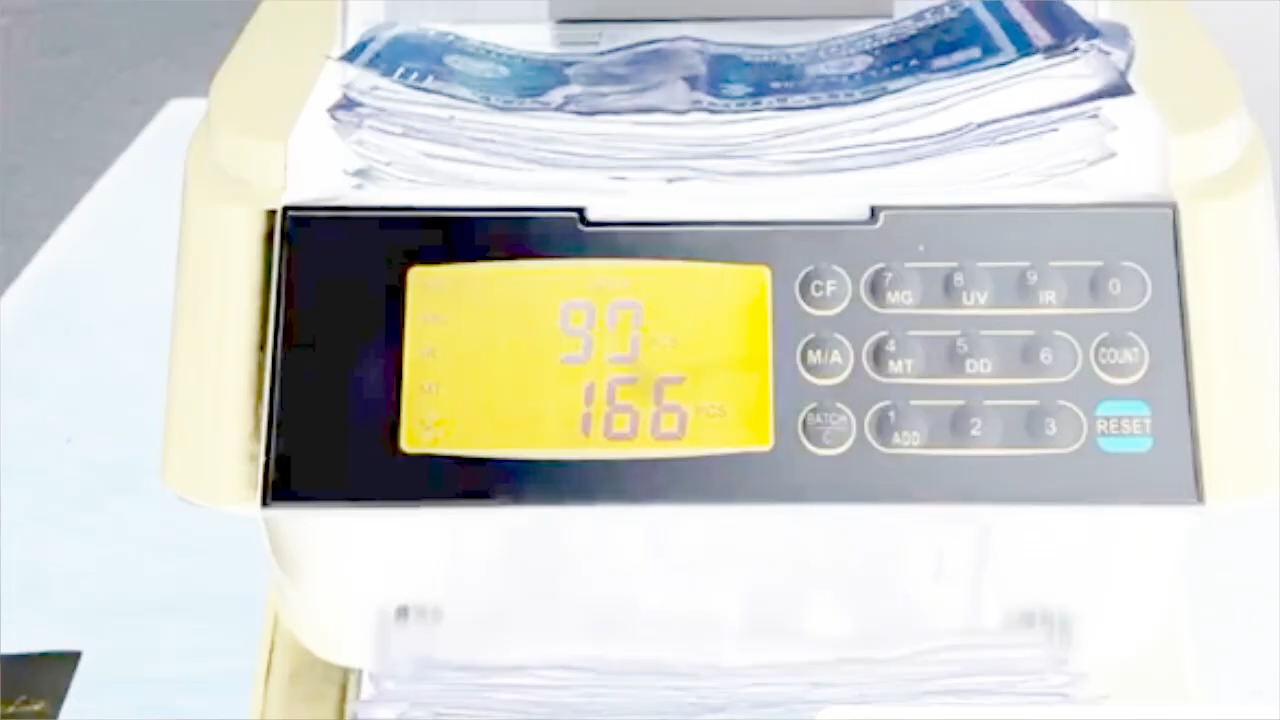 CF 7 MG 8 UV 9 IR 0
M/A 4 MT 5 DD 6 COUNT
BATCH/C 1 ADD 2 3 RESET
166 PCS